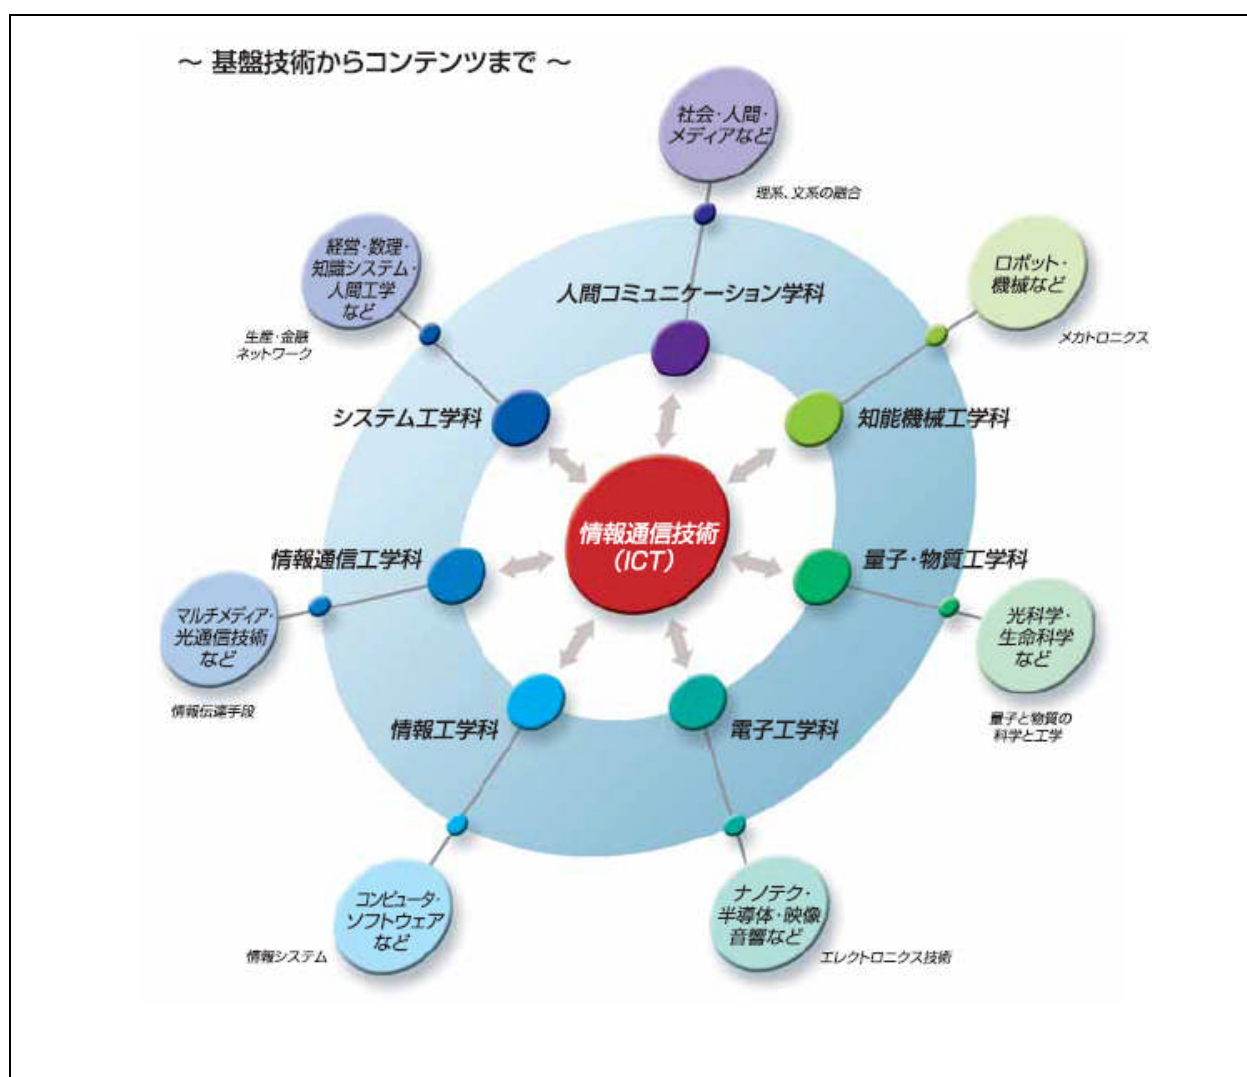 ～ 基盤技術からコンテンツまで ～
社会・人間・
メディアなど
理系、文系の融合
人間コミュニケーション学科
ロボット・
機械など
メカトロニクス
知能機械工学科
経営・数理・
知識システム・
人間工学
など
生産・金融
ネットワーク
システム工学科
情報通信技術
(ICT)
情報通信工学科
マルチメディア・
光通信技術
など
情報伝達手段
量子・物質工学科
光科学・
生命科学
など
量子と物質の
科学と工学
情報工学科
コンピュータ・
ソフトウェア
など
情報システム
電子工学科
ナノテク・
半導体・映像
音響など
エレクトロニクス技術